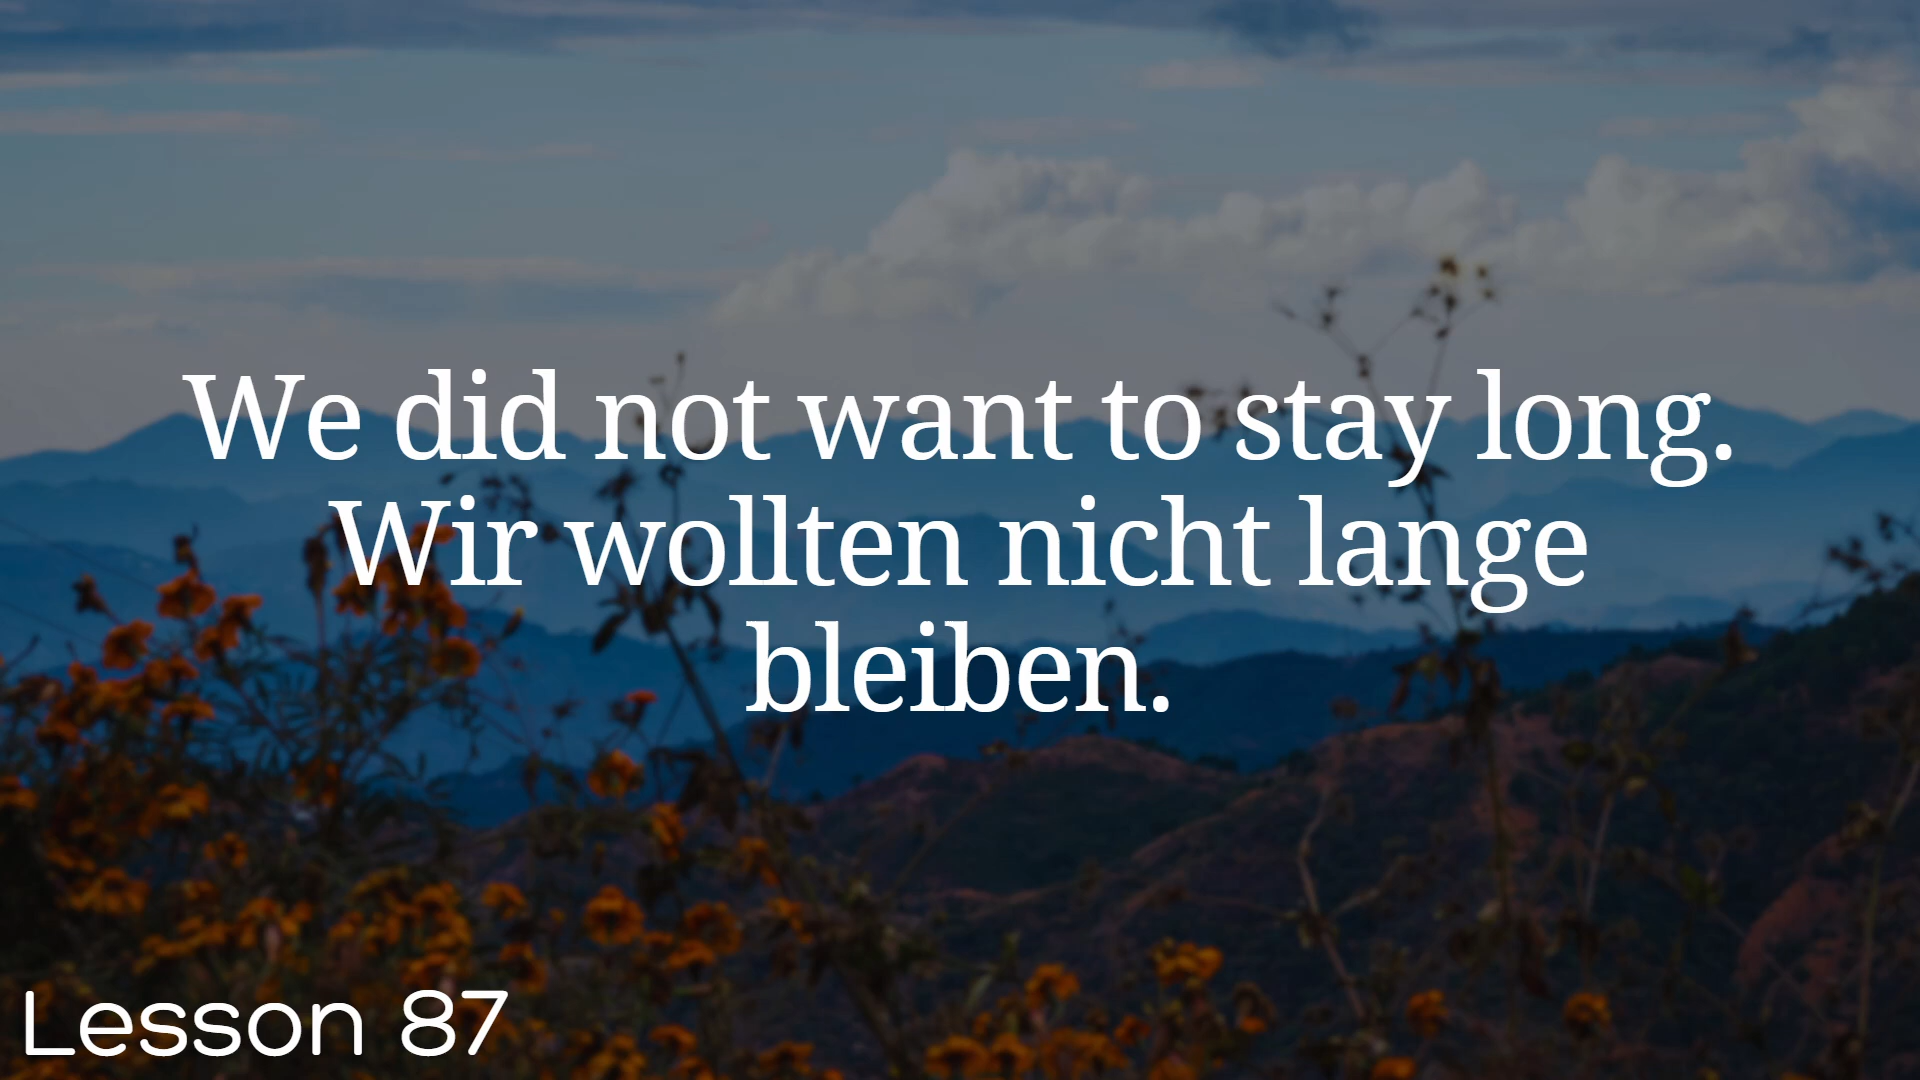 We did not want to stay long.
Wir wollten nicht lange
bleiben.
Lesson 87